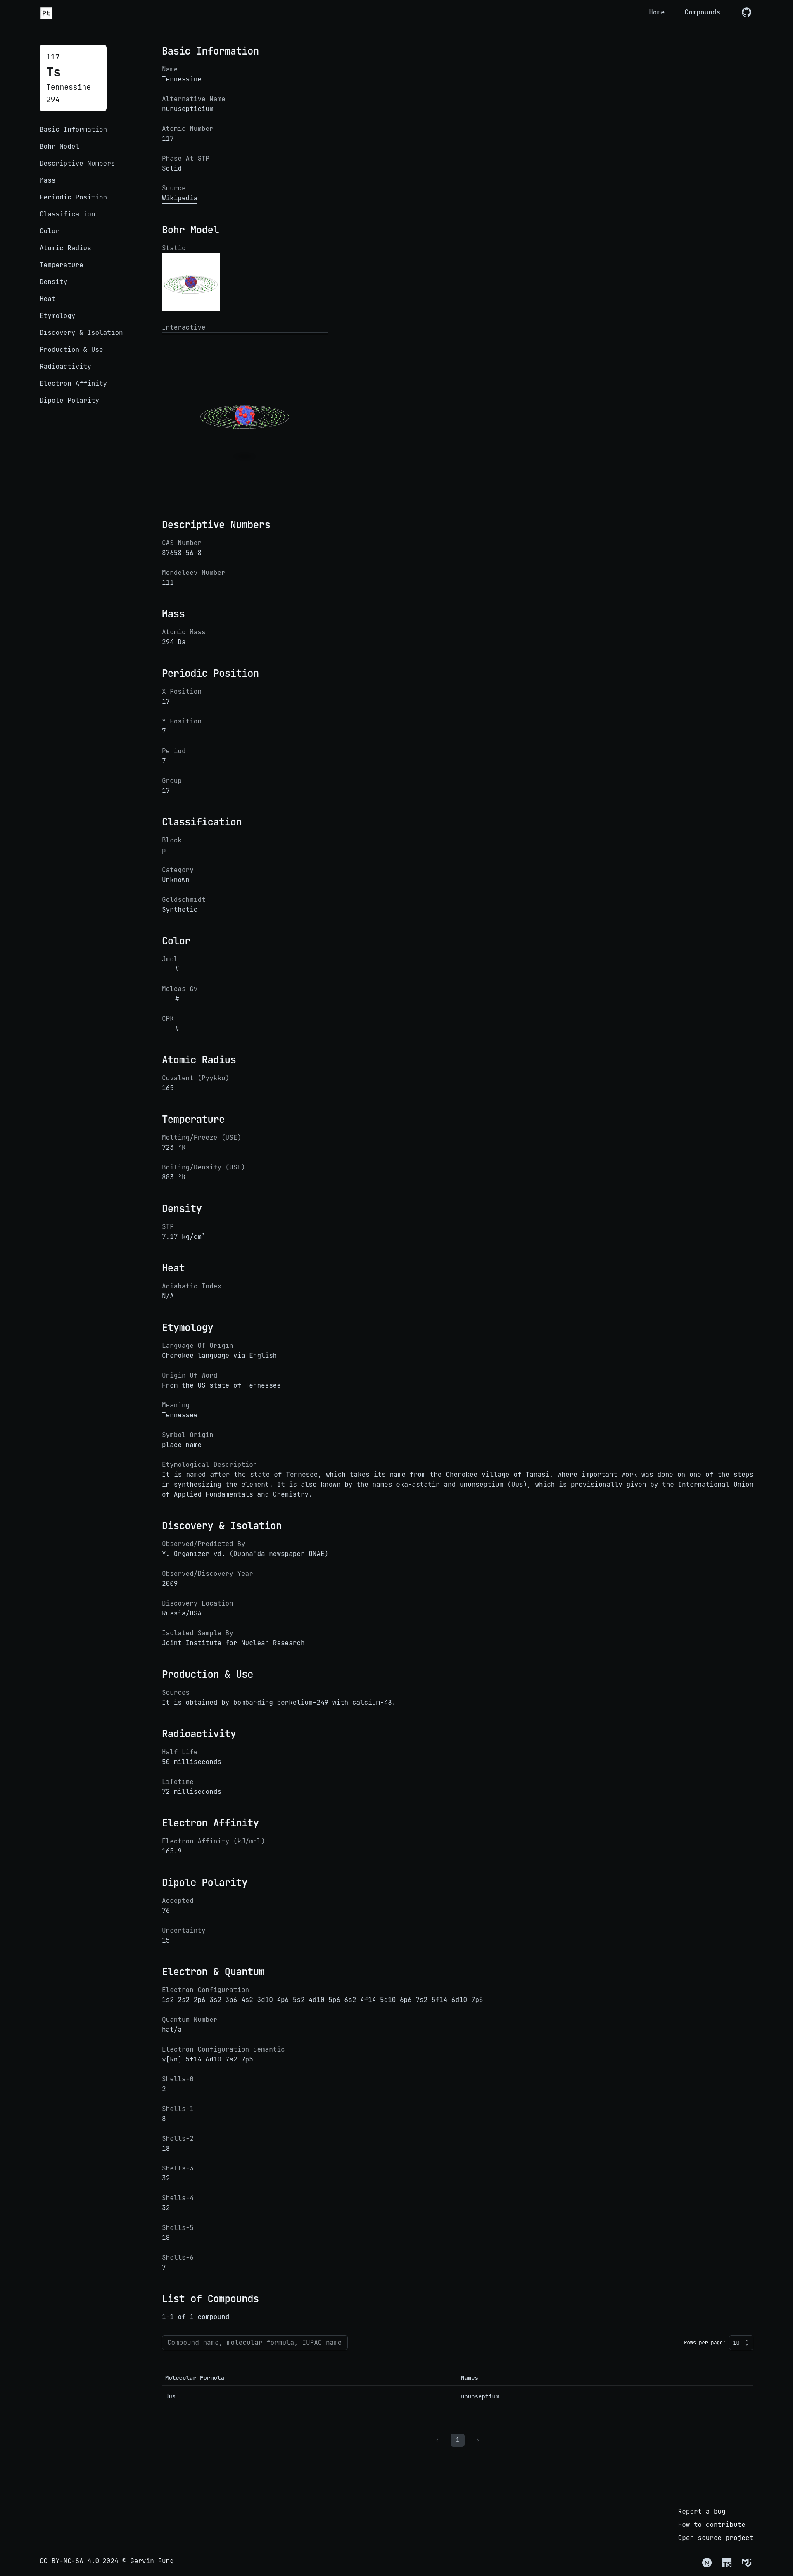 Pt
Home
Compounds
117
Ts
Tennessine
294
Basic Information
Bohr Model
Descriptive Numbers
Mass
Periodic Position
Classification
Color
Atomic Radius
Temperature
Density
Heat
Etymology
Discovery & Isolation
Production & Use
Radioactivity
Electron Affinity
Dipole Polarity
Basic Information
Name
Tennessine
Alternative Name
nunusepticium
Atomic Number
117
Phase At STP
Solid
Source
Wikipedia
Bohr Model
Static
Interactive
Descriptive Numbers
CAS Number
87658-56-8
Mendeleev Number
111
Mass
Atomic Mass
294 Da
Periodic Position
X Position
17
Y Position
7
Period
7
Group
17
Classification
Block
p
Category
Unknown
Goldschmidt
Synthetic
Color
Jmol
#
Molcas Gv
#
CPK
#
Atomic Radius
Covalent (Pyykko)
165
Temperature
Melting/Freeze (USE)
723 °K
Boiling/Density (USE)
883 °K
Density
STP
7.17 kg/cm³
Heat
Adiabatic Index
N/A
Etymology
Language Of Origin
Cherokee language via English
Origin Of Word
From the US state of Tennessee
Meaning
Tennessee
Symbol Origin
place name
Etymological Description
It is named after the state of Tennesee, which takes its name from the Cherokee village of Tanasi, where important work was done on one of the steps
in synthesizing the element. It is also known by the names eka-astatin and ununseptium (Uus), which is provisionally given by the International Union
of Applied Fundamentals and Chemistry.
Discovery & Isolation
Observed/Predicted By
Y. Organizer vd. (Dubna'da newspaper ONAE)
Observed/Discovery Year
2009
Discovery Location
Russia/USA
Isolated Sample By
Joint Institute for Nuclear Research
Production & Use
Sources
It is obtained by bombarding berkelium-249 with calcium-48.
Radioactivity
Half Life
50 milliseconds
Lifetime
72 milliseconds
Electron Affinity
Electron Affinity (kJ/mol)
165.9
Dipole Polarity
Accepted
76
Uncertainty
15
Electron & Quantum
Electron Configuration
1s2 2s2 2p6 3s2 3p6 4s2 3d10 4p6 5s2 4d10 5p6 6s2 4f14 5d10 6p6 7s2 5f14 6d10 7p5
Quantum Number
hat/a
Electron Configuration Semantic
*[Rn] 5f14 6d10 7s2 7p5
Shells-0
2
Shells-1
8
Shells-2
18
Shells-3
32
Shells-4
32
Shells-5
18
Shells-6
7
List of Compounds
1-1 of 1 compound
Compound name, molecular formula, IUPAC name
Rows per page: 10
Molecular Formula
Names
Uus
ununseptium
‹ 1 ›
Report a bug
How to contribute
Open source project
CC BY-NC-SA 4.0 2024 © Gervin Fung
N
TS